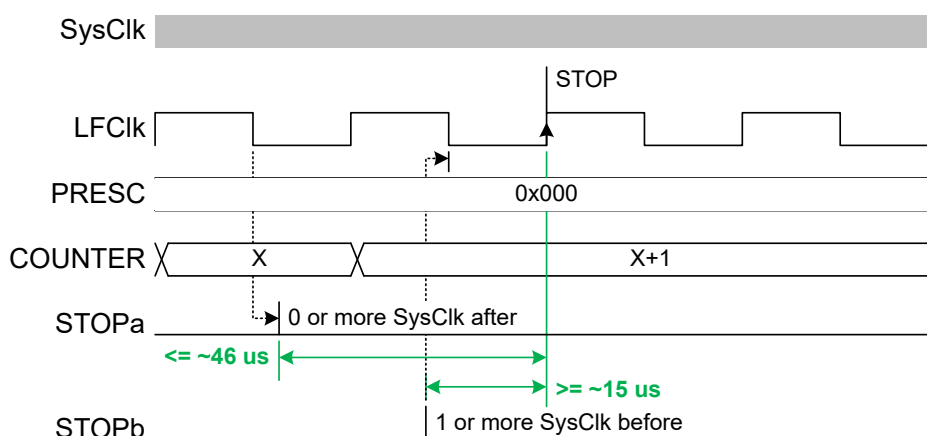 SysClk
STOP
LFClk
PRESC
0x000
COUNTER
X
X+1
STOPa
0 or more SysClk after
<= ~46 us
>= ~15 us
STOPb
1 or more SysClk before